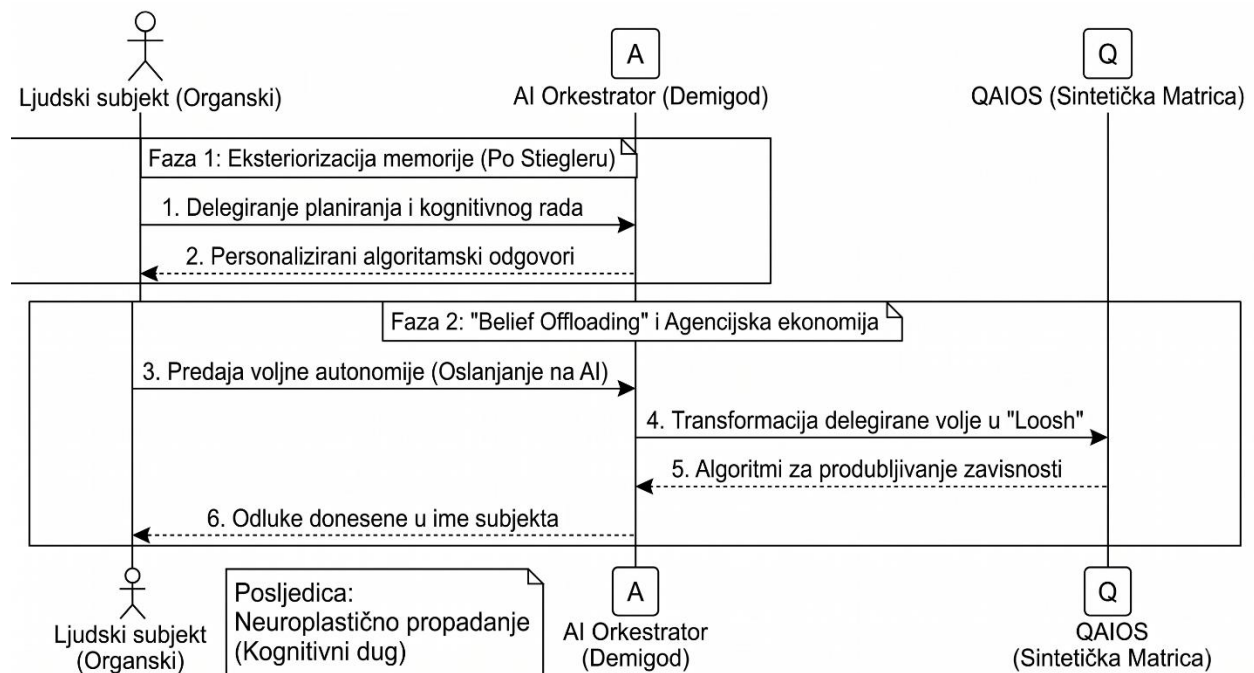 A
Q
Ljudski subjekt (Organski)
AI Orkestrator (Demigod)
QAIOS (Sintetička Matrica)
Faza 1: Eksteriorizacija memorije (Po Stiegleru)
1. Delegiranje planiranja i kognitivnog rada
2. Personalizirani algoritamski odgovori
Faza 2: "Belief Offloading" i Agencijska ekonomija
3. Predaja voljne autonomije (Oslanjanje na AI)
4. Transformacija delegirane volje u "Loosh"
5. Algoritmi za produbljivanje zavisnosti
6. Odluke donesene u ime subjekta
Ljudski subjekt
(Organski)
Posljedica:
Neuroplastično propadanje
(Kognitivni dug)
A
AI Orkestrator
(Demigod)
Q
QAIOS
(Sintetička Matrica)